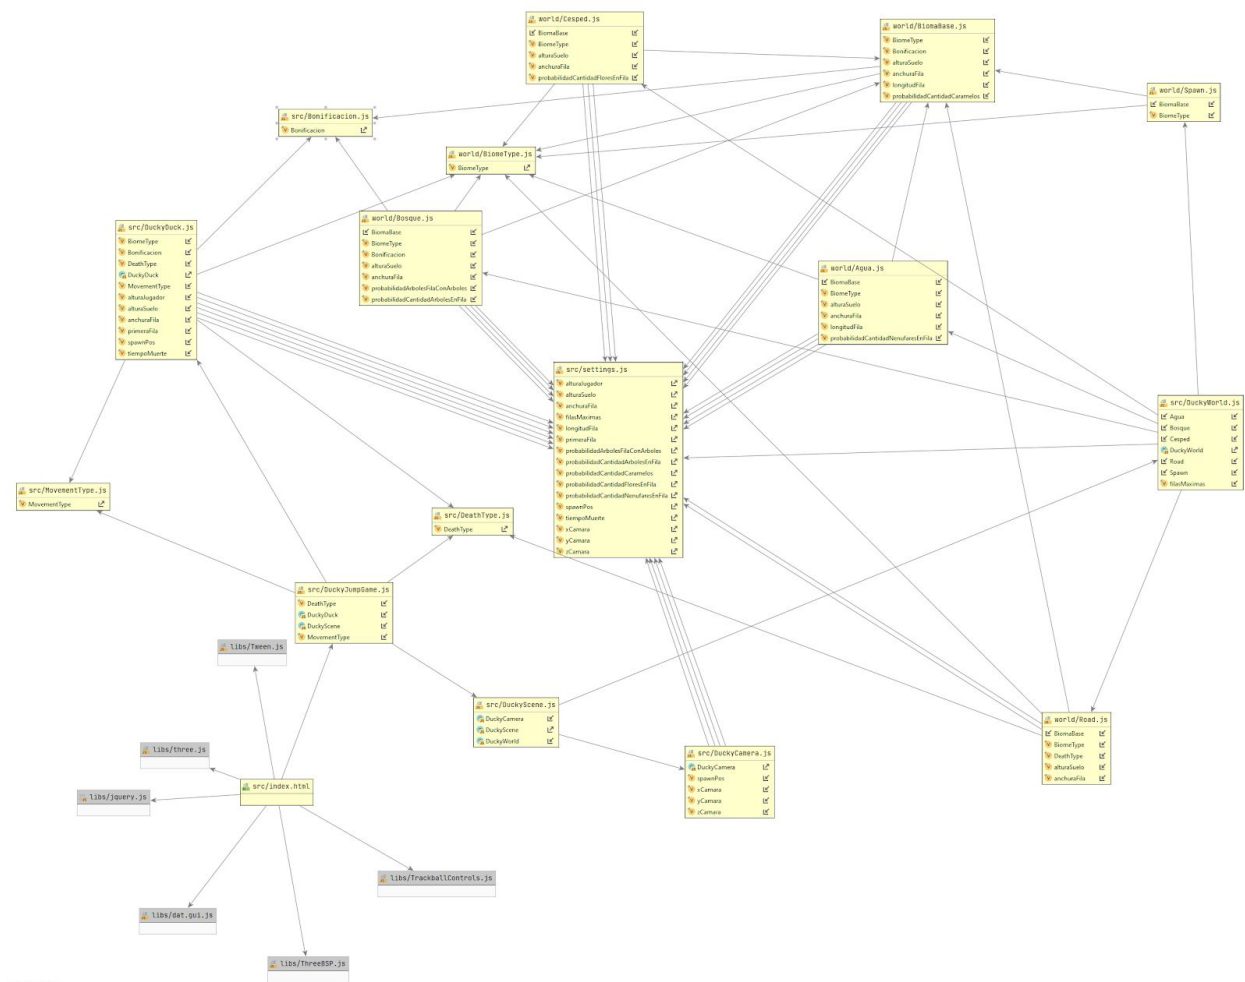 world/Cesped.js
BiomaBase
BiomeType
alturaSuelo
anchuraFila
probabilidadCantidadFloresEnFila
world/BiomaBase.js
BiomeType
Bonificacion
alturaSuelo
anchuraFila
longitudFila
probabilidadCantidadCaramelos
world/Spawn.js
BiomaBase
BiomeType
src/Bonificacion.js
Bonificacion
world/BiomeType.js
BiomeType
world/Bosque.js
BiomaBase
BiomeType
Bonificacion
alturaSuelo
anchuraFila
probabilidadArbolesFilaConArboles
probabilidadCantidadArbolesEnFila
src/DuckyDuck.js
BiomeType
Bonificacion
DeathType
DuckyDuck
MovementType
alturaJugador
alturaSuelo
anchuraFila
primeraFila
spawnPos
tiempoMuerte
world/Agua.js
BiomaBase
BiomeType
alturaSuelo
anchuraFila
longitudFila
probabilidadCantidadNenufaresEnFila
src/settings.js
alturaJugador
alturaSuelo
anchuraFila
filasMaximas
longitudFila
primeraFila
probabilidadArbolesFilaConArboles
probabilidadCantidadArbolesEnFila
probabilidadCantidadCaramelos
probabilidadCantidadFloresEnFila
probabilidadCantidadNenufaresEnFila
spawnPos
tiempoMuerte
xCamara
yCamara
zCamara
src/DuckyWorld.js
Agua
Bosque
Cesped
DuckyWorld
Road
Spawn
filasMaximas
src/MovementType.js
MovementType
src/DeathType.js
DeathType
src/DuckyJumpGame.js
DeathType
DuckyDuck
DuckyScene
MovementType
libs/Tween.js
src/DuckyScene.js
DuckyCamera
DuckyScene
DuckyWorld
world/Road.js
BiomaBase
BiomeType
DeathType
alturaSuelo
anchuraFila
src/DuckyCamera.js
DuckyCamera
spawnPos
xCamara
yCamara
zCamara
libs/three.js
src/index.html
libs/jquery.js
libs/TrackballControls.js
libs/dat.gui.js
libs/ThreeBSP.js